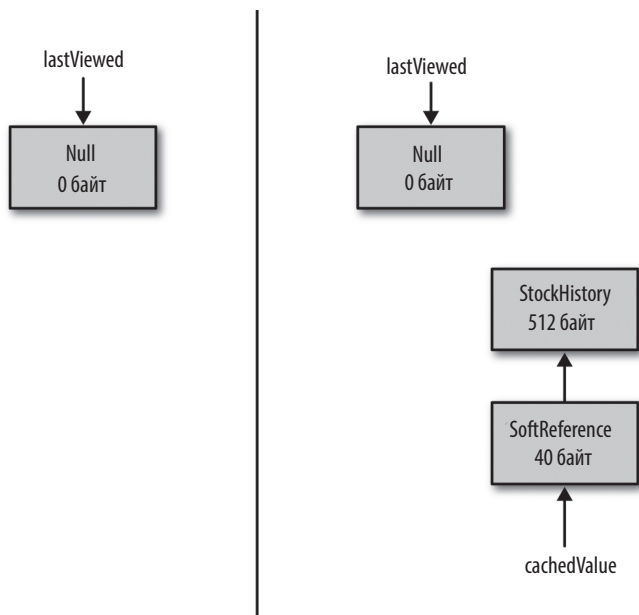 lastViewed
Null
0 байт
lastViewed
Null
0 байт
StockHistory
512 байт
SoftReference
40 байт
cachedValue